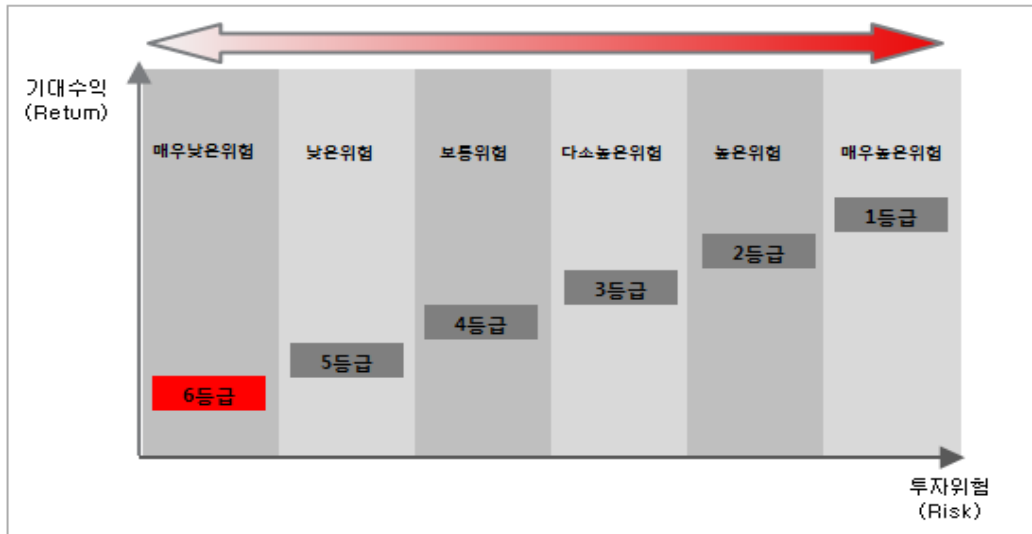 기대수익
(Return)
매우낮은위험
낮은위험
보통위험
다소높은위험
높은위험
매우높은위험
1등급
2등급
3등급
4등급
5등급
6등급
투자위험
(Risk)